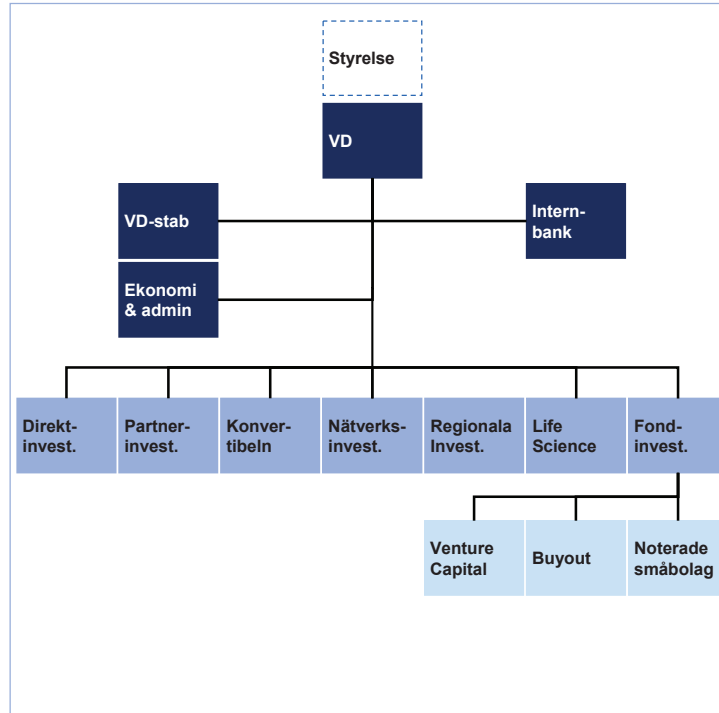 Styrelse
VD
VD-stab
Intern-
bank
Ekonomi
& admin
Direkt-
invest.
Partner-
invest.
Konver-
tibeln
Nätverks-
invest.
Regionala
Invest.
Life
Science
Fond-
invest.
Venture
Capital
Buyout
Noterade
småbolag